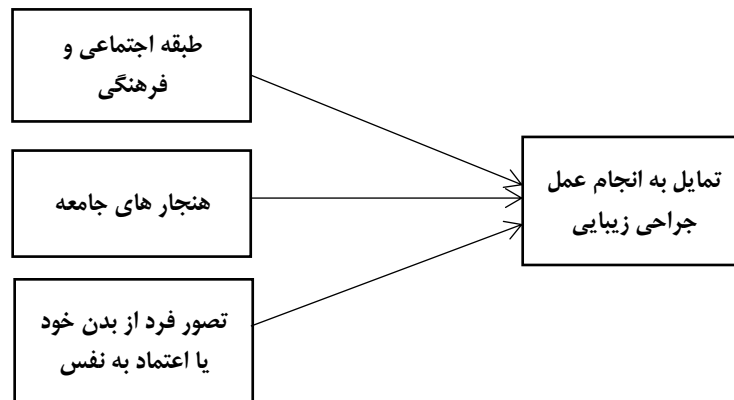 طبقه اجتماعی و
فرهنگی
هنجار های جامعه
تصور فرد از بدن خود
یا اعتماد به نفس
تمایل به انجام عمل
جراحی زیبایی